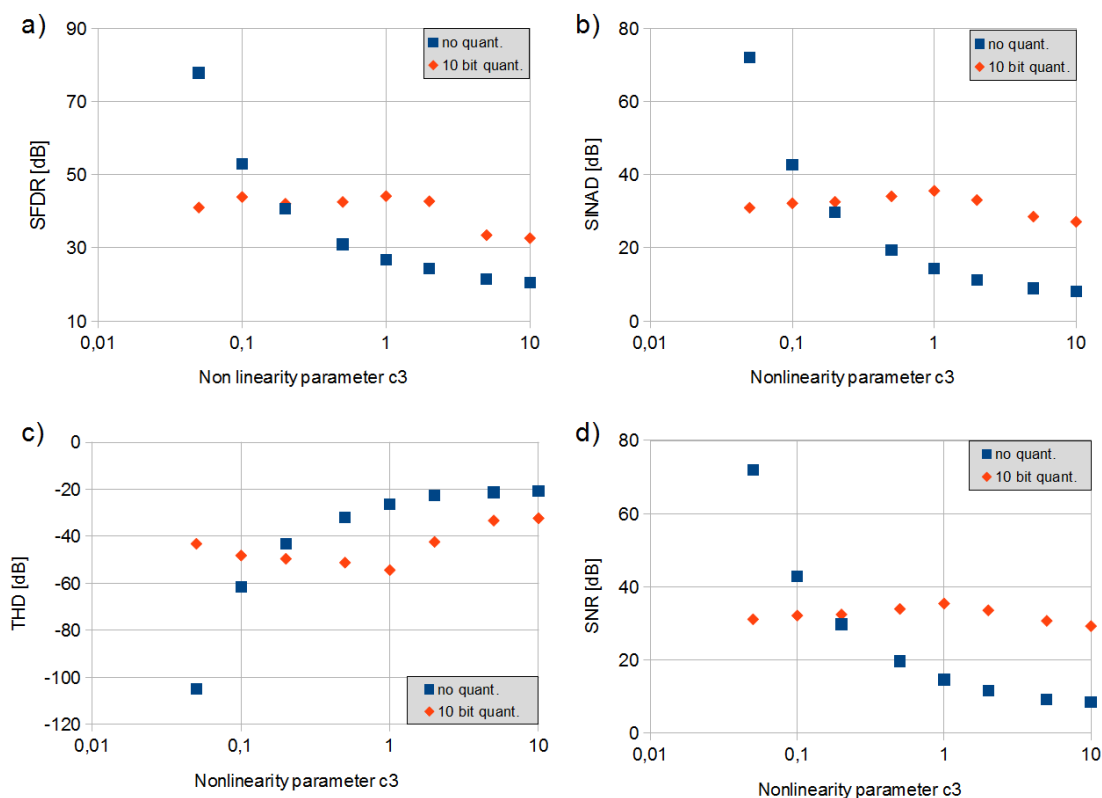 a)
90
70
50
30
10
SFDR [dB]
no quant.
10 bit quant.
0,01
0,1
1
10
Non linearity parameter c3
b)
80
60
40
20
0
SINAD [dB]
no quant.
10 bit quant.
0,01
0,1
1
10
Nonlinearity parameter c3
c)
0
-20
-40
-60
-80
-100
-120
THD [dB]
no quant.
10 bit quant.
0,01
0,1
1
10
Nonlinearity parameter c3
d)
80
60
40
20
0
SNR [dB]
no quant.
10 bit quant.
0,01
0,1
1
10
Nonlinearity parameter c3